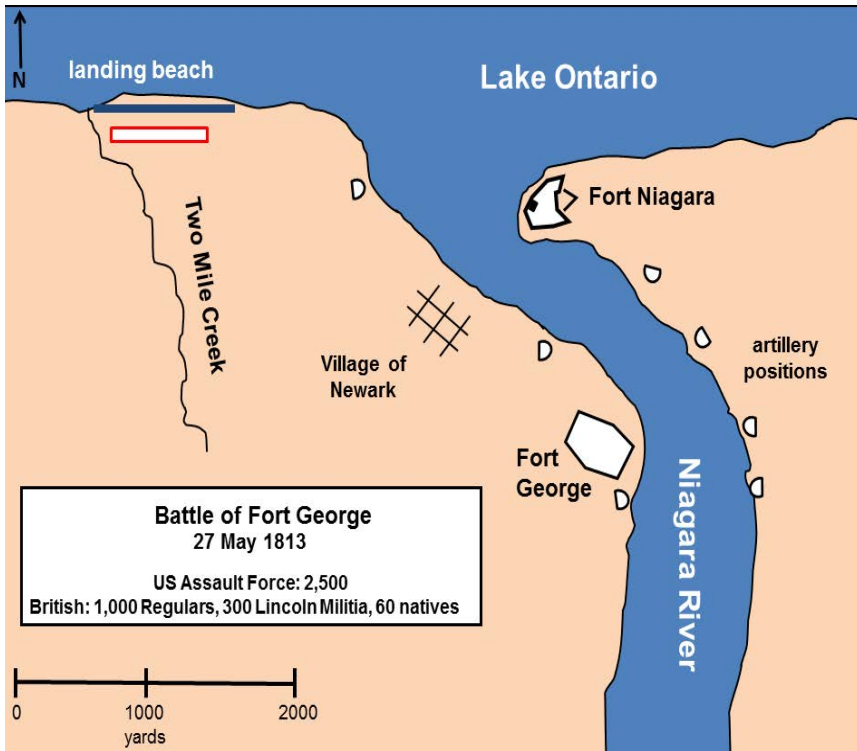 N
landing beach
Lake Ontario
Fort Niagara
Two Mile Creek
artillery
positions
Village of
Newark
Fort
George
Niagara River
Battle of Fort George
27 May 1813
US Assault Force: 2,500
British: 1,000 Regulars, 300 Lincoln Militia, 60 natives
0 1000 2000
yards